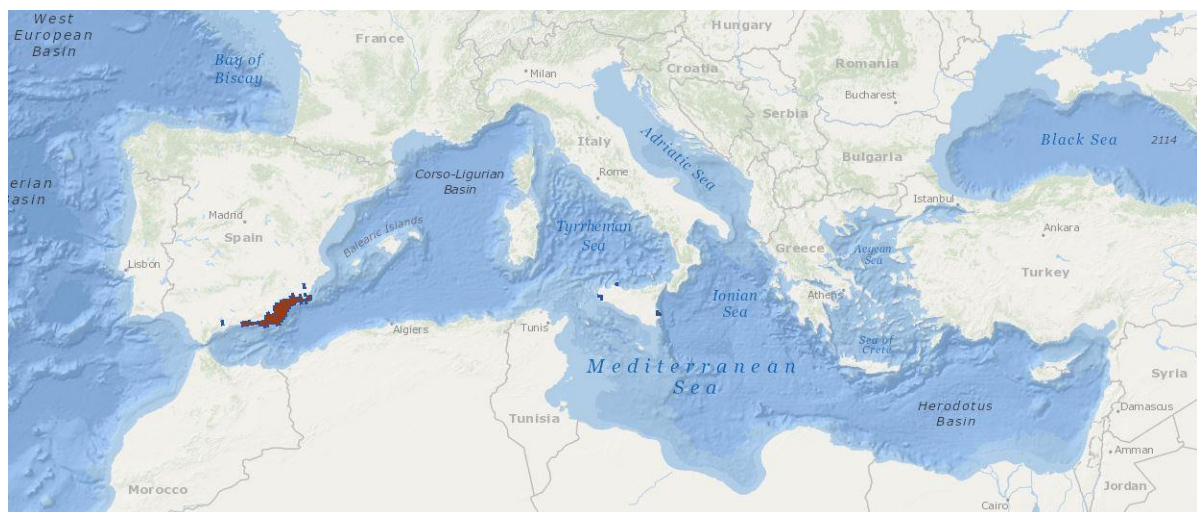 West
European
Basin
Bay of
Biscay
France
Hungary
Milan
Croatia
Romania
Bucharest
Serbia
Italy
Adriatic Sea
Black Sea
2114
Bulgaria
erian
Basin
Corso-Ligurian
Basin
Rome
Istanbul
Madrid
Spain
Balearic Islands
Tyrrhenian
Sea
Ankara
Greece
Aegean
Sea
Turkey
Lisbon
Ionian
Sea
Athens
Algiers
Tunis
Sea of
Crete
Mediterranean
Sea
Syria
Herodotus
Basin
Damascus
Tunisia
Amman
Morocco
Jordan
Cairo